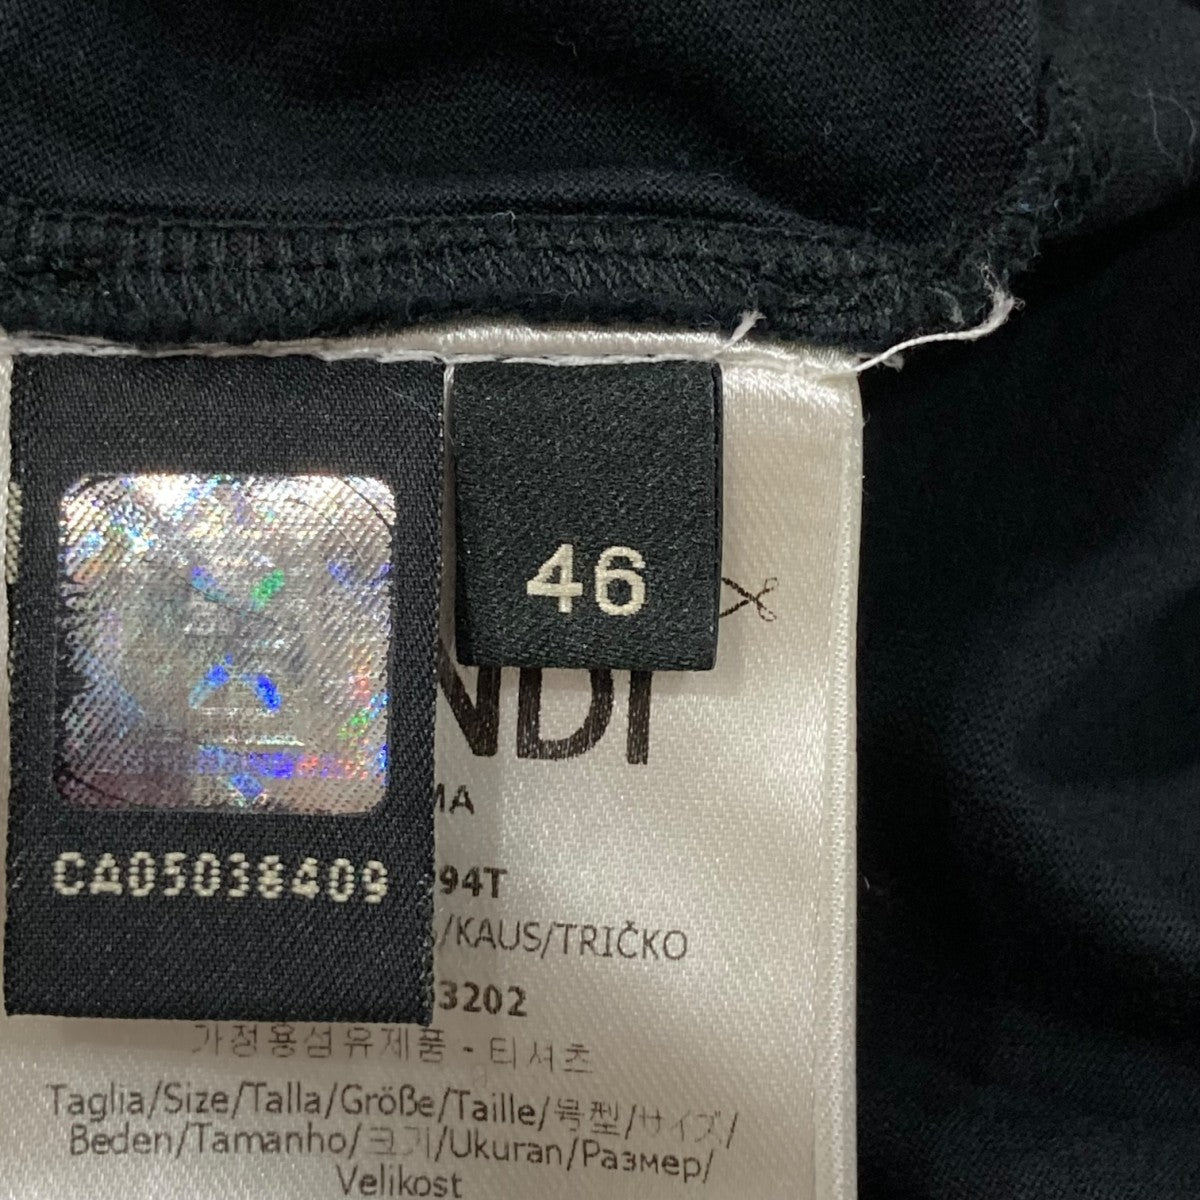 46
NDI
MA
CA05038409
94T
/KAUS/TRIČKO
3202
가정용섬유제품 - 티셔츠
Taglia/Size/Talla/Größe/Taille/号型/サイズ/
Beden/Tamanho/크기/Ukuran/Размер/
Velikost